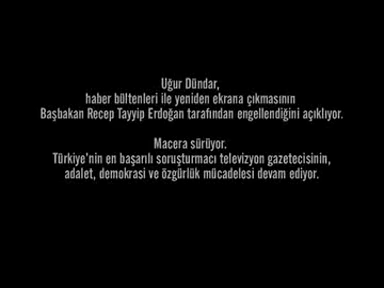 Uğur Dündar,
haber bültenleri ile yeniden ekrana çıkmasının
Başbakan Recep Tayyip Erdoğan tarafından engellendiğini açıklıyor.
Macera sürüyor.
Türkiye'nin en başarılı soruşturmacı televizyon gazetecisinin,
adalet, demokrasi ve özgürlük mücadelesi devam ediyor.